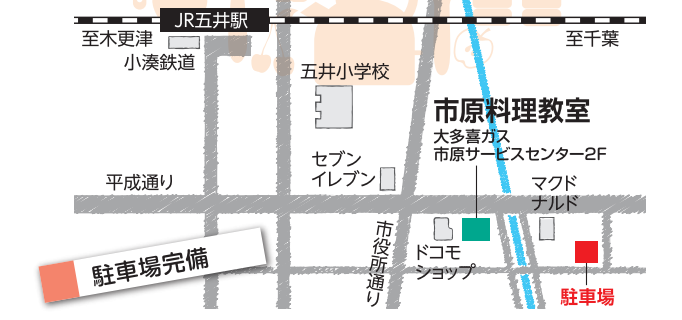 JR五井駅
至木更津
至千葉
小湊鉄道
五井小学校
市原料理教室
大多喜ガス
市原サービスセンター2F
セブン
イレブン
平成通り
マクド
ナルド
市役所通り
ドコモ
ショップ
駐車場完備
駐車場